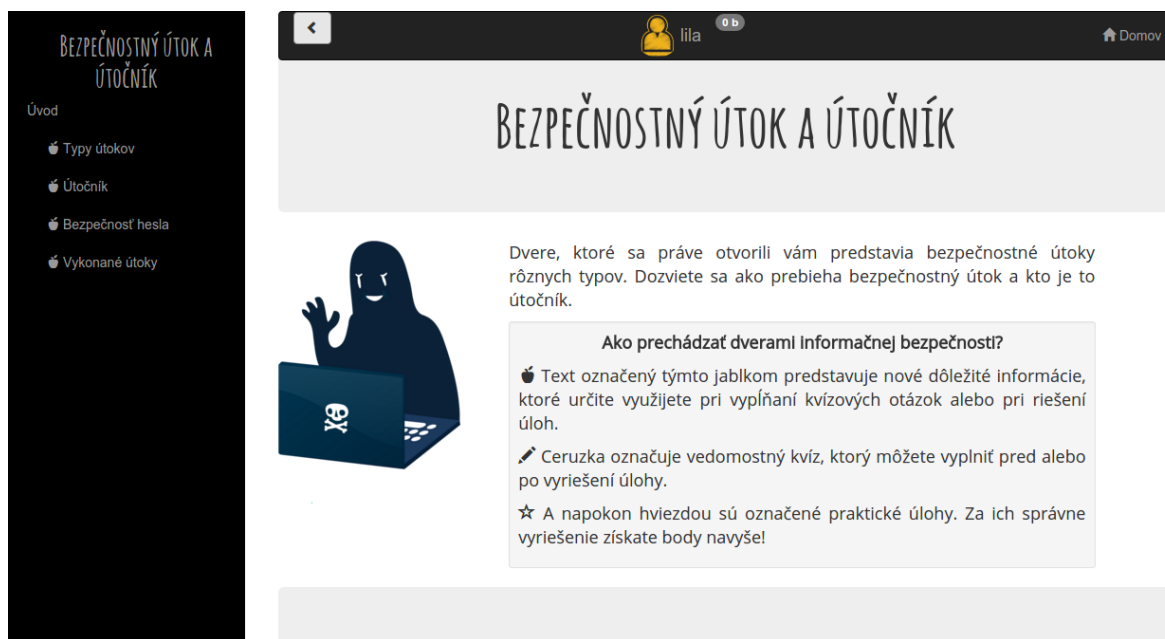 Bezpečnostný útok a
útočník
Úvod
Typy útokov
Útočník
Bezpečnosť hesla
Vykonané útoky
lila
0 b
Domov
Bezpečnostný útok a útočník
Dvere, ktoré sa práve otvorili vám predstavia bezpečnostné útoky
rôznych typov. Dozviete sa ako prebieha bezpečnostný útok a kto je to
útočník.
Ako prechádzať dverami informačnej bezpečnosti?
Text označený týmto jablkom predstavuje nové dôležité informácie,
ktoré určite využijete pri vypĺňaní kvízových otázok alebo pri riešení
úloh.
Ceruzka označuje vedomostný kvíz, ktorý môžete vyplniť pred alebo
po vyriešení úlohy.
A napokon hviezdou sú označené praktické úlohy. Za ich správne
vyriešenie získate body navyše!